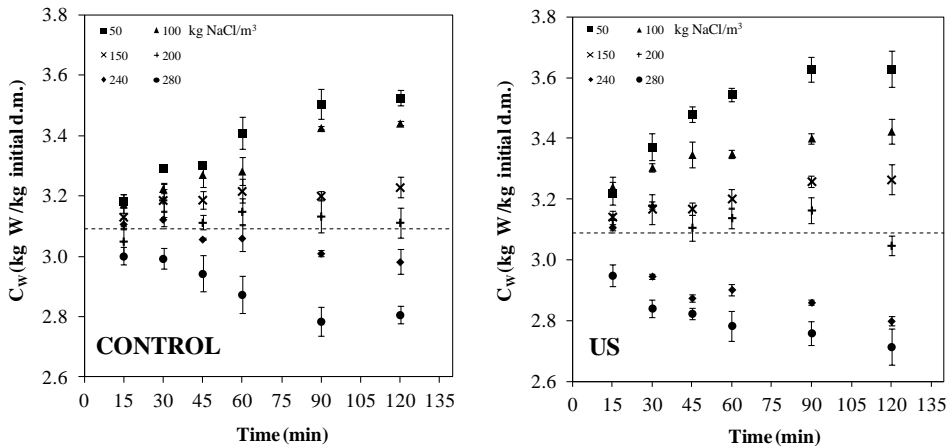 3.8
3.6
3.4
3.2
3.0
2.8
2.6
C_W (kg W/kg initial d.m.)
50 100 kg NaCl/m³
150 200
240 280
CONTROL
0 15 30 45 60 75 90 105 120 135
Time (min)
3.8
3.6
3.4
3.2
3.0
2.8
2.6
C_W (kg W/kg initial d.m.)
50 100 kg NaCl/m³
150 200
240 280
US
0 15 30 45 60 75 90 105 120 135
Time (min)